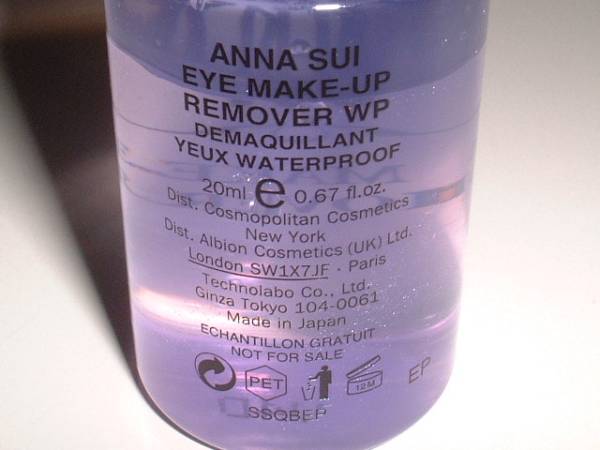 ANNA SUI
EYE MAKE-UP
REMOVER WP
DEMAQUILLANT
YEUX WATERPROOF
20ml e 0.67 fl.oz.
Dist. Cosmopolitan Cosmetics
New York
Dist. Albion Cosmetics (UK) Ltd.
London SW1X7JF · Paris
Technolabo Co., Ltd.
Ginza Tokyo 104-0061
Made in Japan
ECHANTILLON GRATUIT
NOT FOR SALE
PET 12M EP
SSQBEP